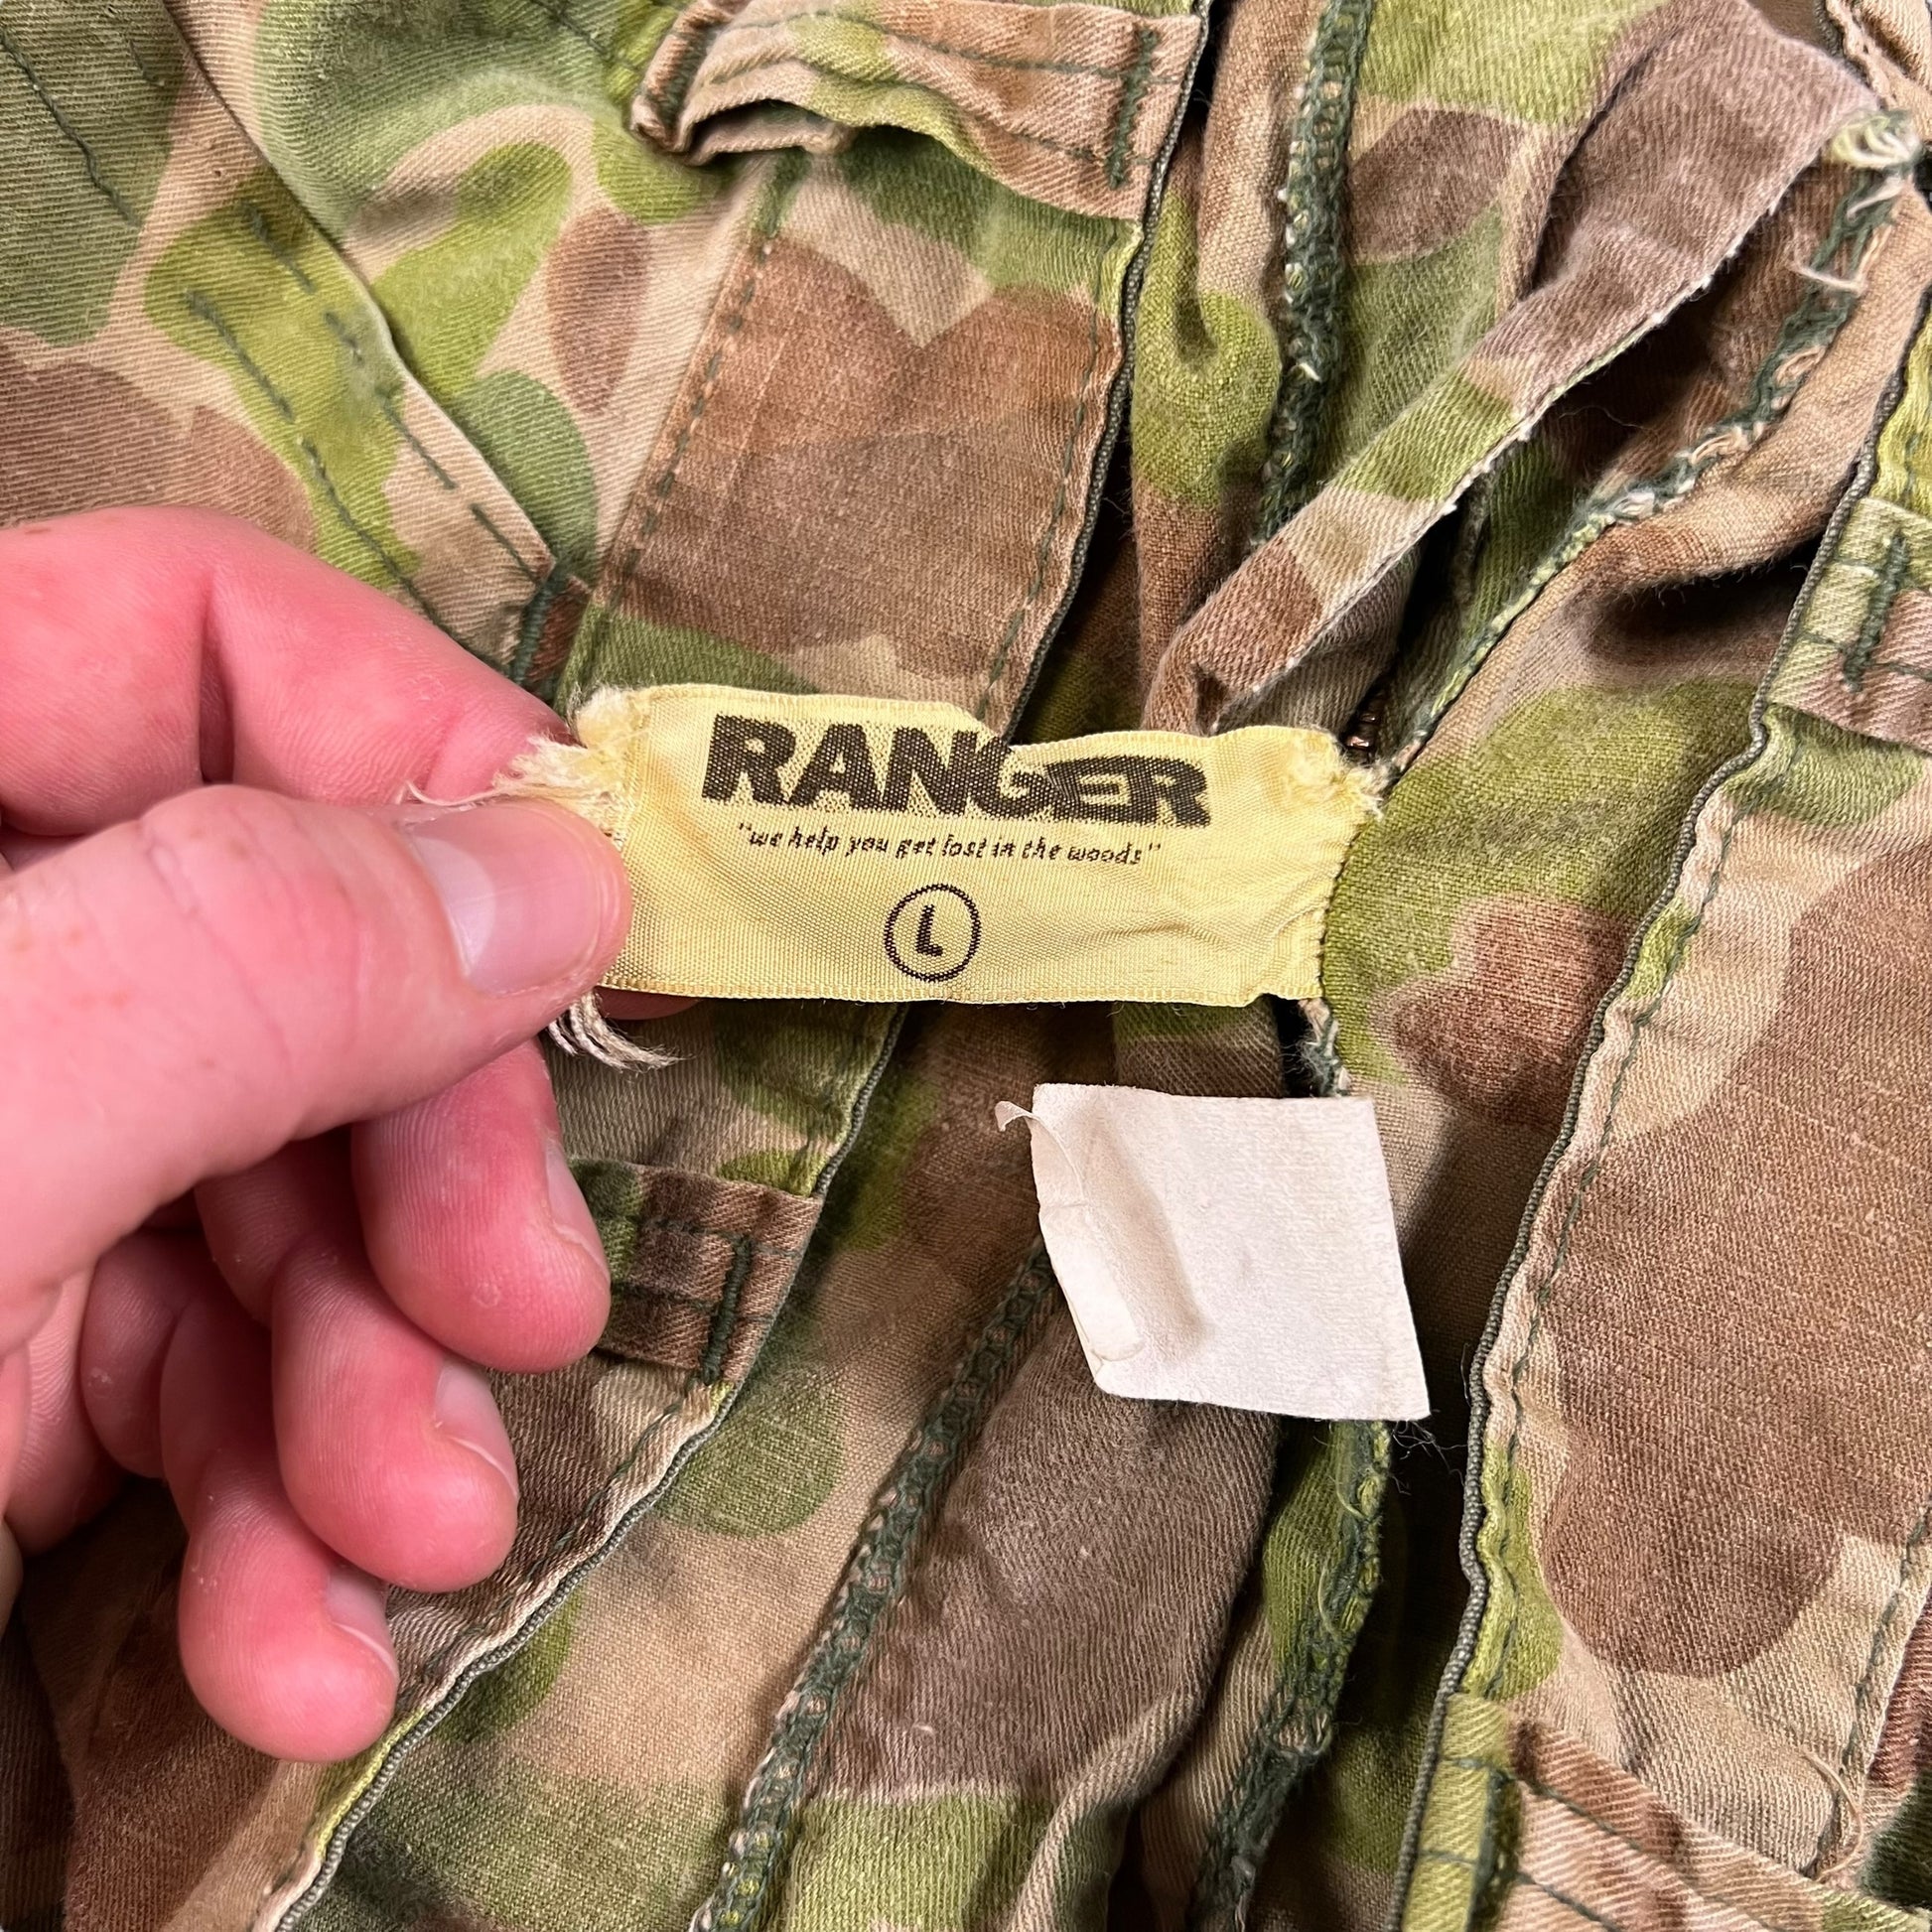 RANGER
"we help you get lost in the woods"
L